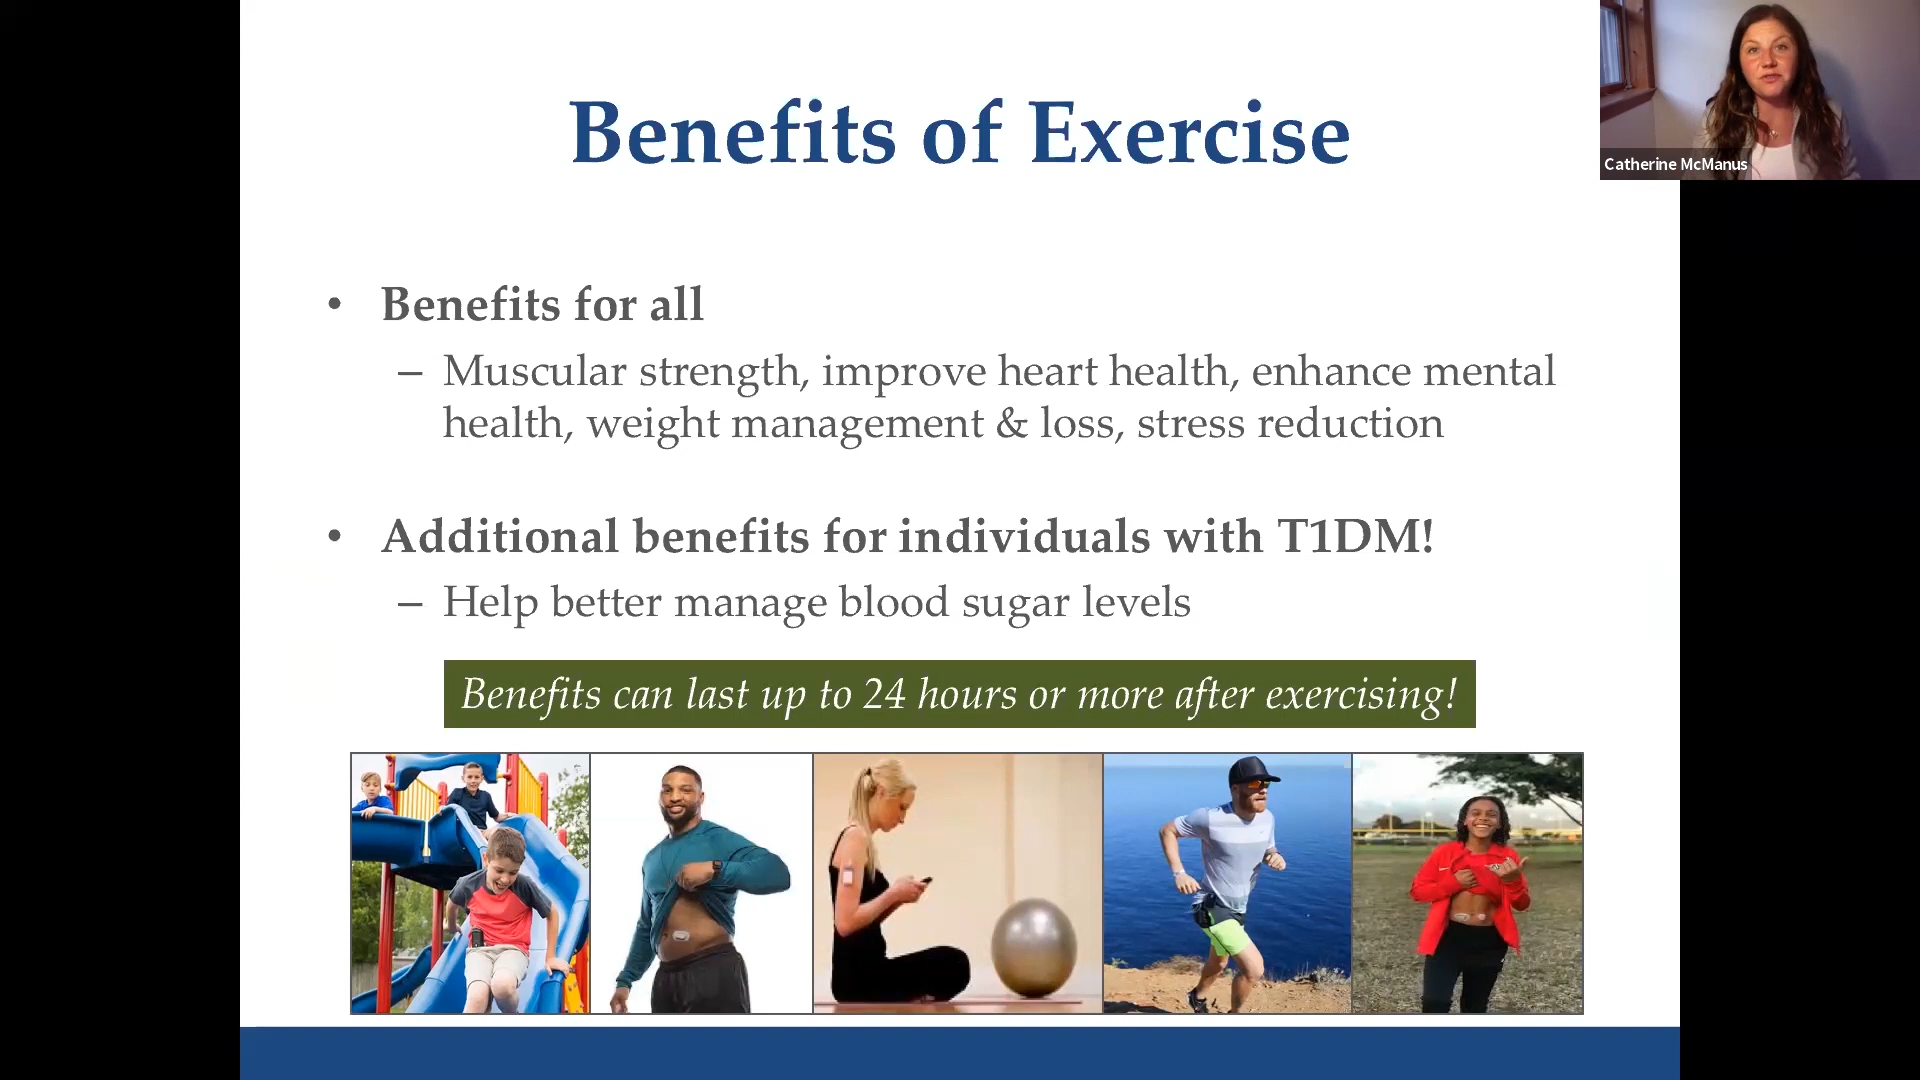 Benefits of Exercise
Catherine McManus
• Benefits for all
– Muscular strength, improve heart health, enhance mental
health, weight management & loss, stress reduction
• Additional benefits for individuals with T1DM!
– Help better manage blood sugar levels
Benefits can last up to 24 hours or more after exercising!